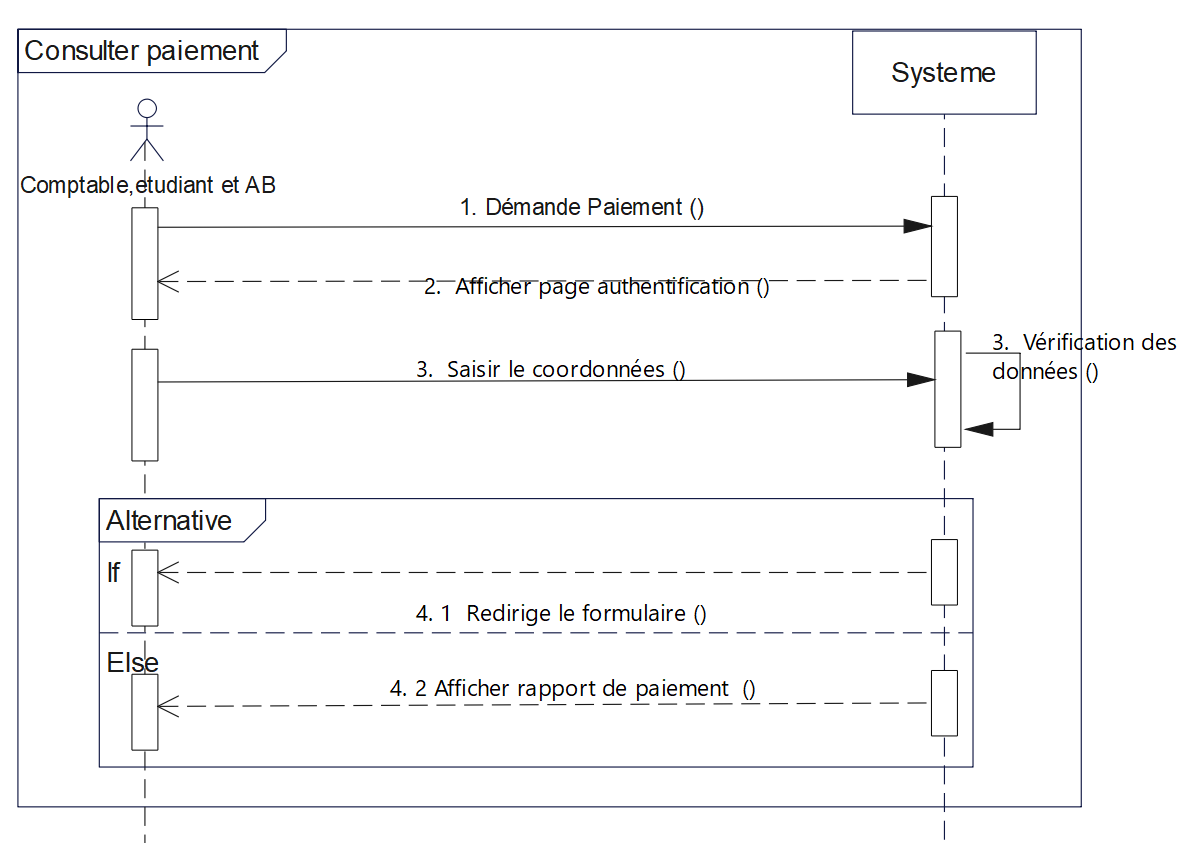 Consulter paiement
Systeme
Comptable,etudiant et AB
1. Démande Paiement ()
2.  Afficher page authentification ()
3.  Vérification des
données ()
3.  Saisir le coordonnées ()
Alternative
If
4. 1  Redirige le formulaire ()
Else
4. 2 Afficher rapport de paiement  ()